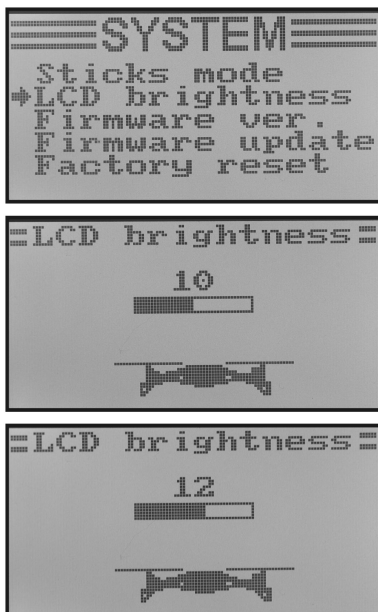 SYSTEM
Sticks mode
LCD brightness
Firmware ver.
Firmware update
Factory reset
LCD brightness
10
LCD brightness
12